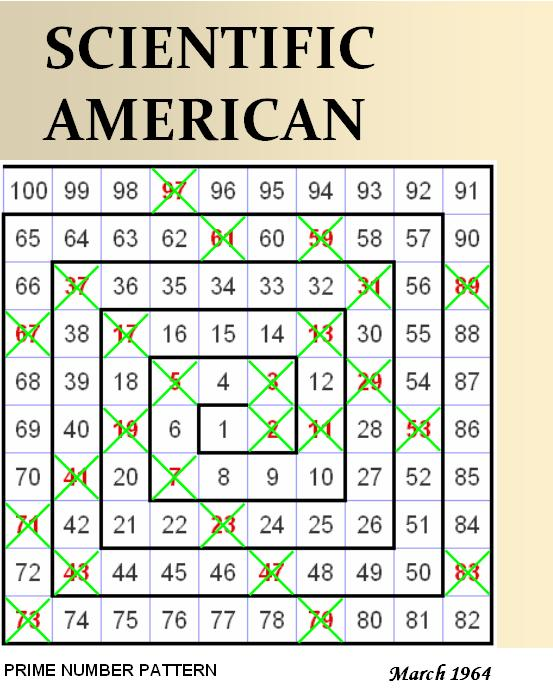 SCIENTIFIC
AMERICAN
100 99 98 97 96 95 94 93 92 91
65 64 63 62 61 60 59 58 57 90
66 37 36 35 34 33 32 31 56 89
67 38 17 16 15 14 13 30 55 88
68 39 18 5 4 3 12 29 54 87
69 40 19 6 1 2 11 28 53 86
70 41 20 7 8 9 10 27 52 85
71 42 21 22 23 24 25 26 51 84
72 43 44 45 46 47 48 49 50 83
73 74 75 76 77 78 79 80 81 82
PRIME NUMBER PATTERN March 1964